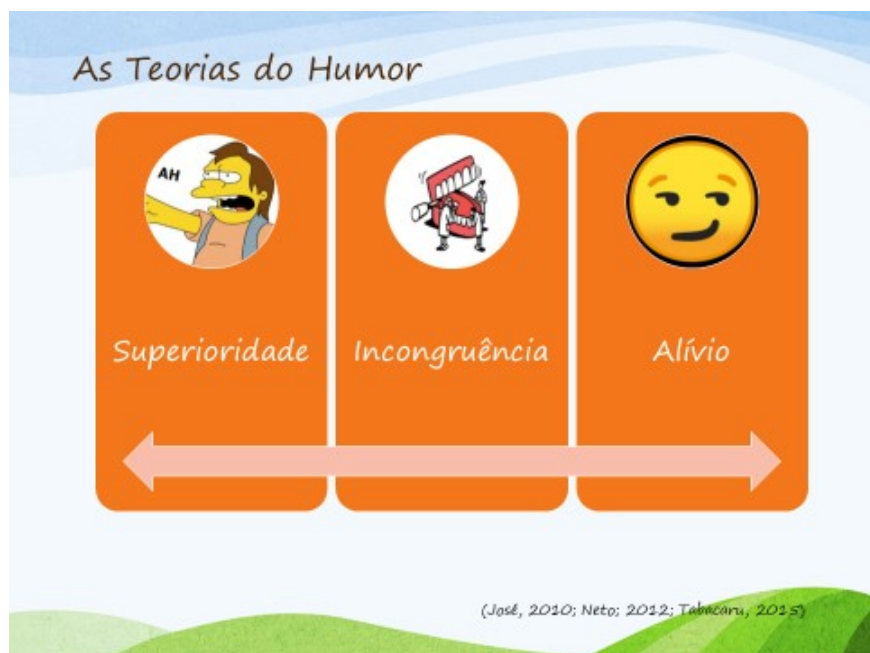 As Teorias do Humor
AH
Superioridade
Incongruência
Alívio
(José, 2010; Neto; 2012; Tabacaru, 2015)